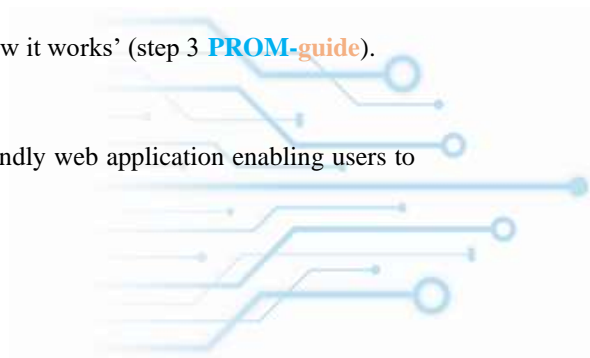 w it works’ (step 3 PROM-guide).
ndly web application enabling users to